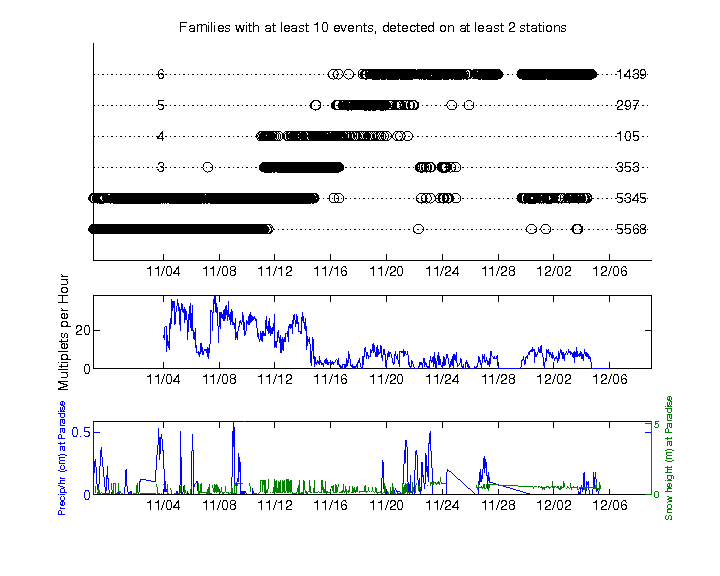 Families with at least 10 events, detected on at least 2 stations
6 1439
5 297
4 105
3 353
5345
5568
11/04 11/08 11/12 11/16 11/20 11/24 11/28 12/02 12/06
Multiplets per Hour
20
0
11/04 11/08 11/12 11/16 11/20 11/24 11/28 12/02 12/06
Precip/hr (cm) at Paradise
0.5
0
5
0
Snow height (m) at Paradise
11/04 11/08 11/12 11/16 11/20 11/24 11/28 12/02 12/06